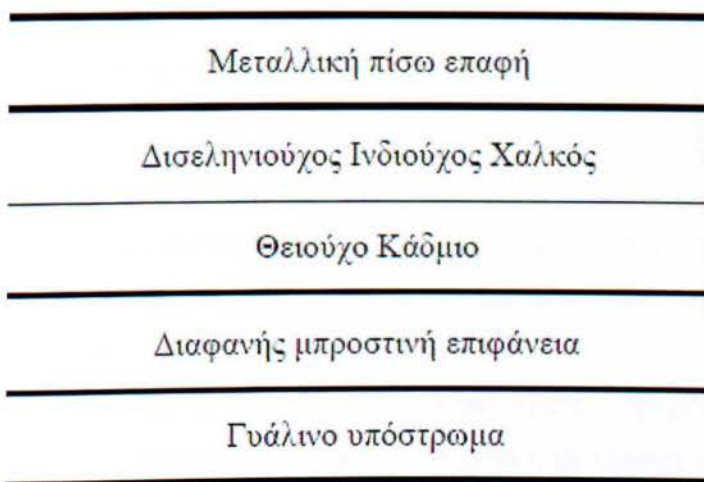 Μεταλλική πίσω επαφή
Δισεληνιούχος Ινδιούχος Χαλκός
Θειούχο Κάδμιο
Διαφανής μπροστινή επιφάνεια
Γυάλινο υπόστρωμα